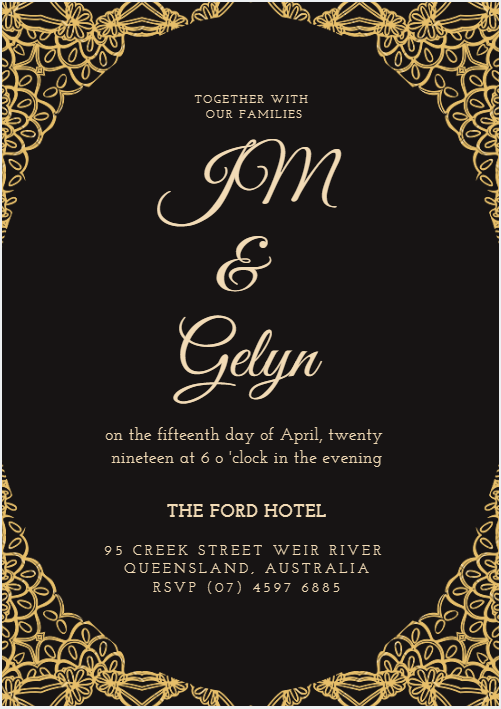 TOGETHER WITH
OUR FAMILIES
JM
&
Gelyn
on the fifteenth day of April, twenty
nineteen at 6 o 'clock in the evening
THE FORD HOTEL
95 CREEK STREET WEIR RIVER
QUEENSLAND, AUSTRALIA
RSVP (07) 4597 6885